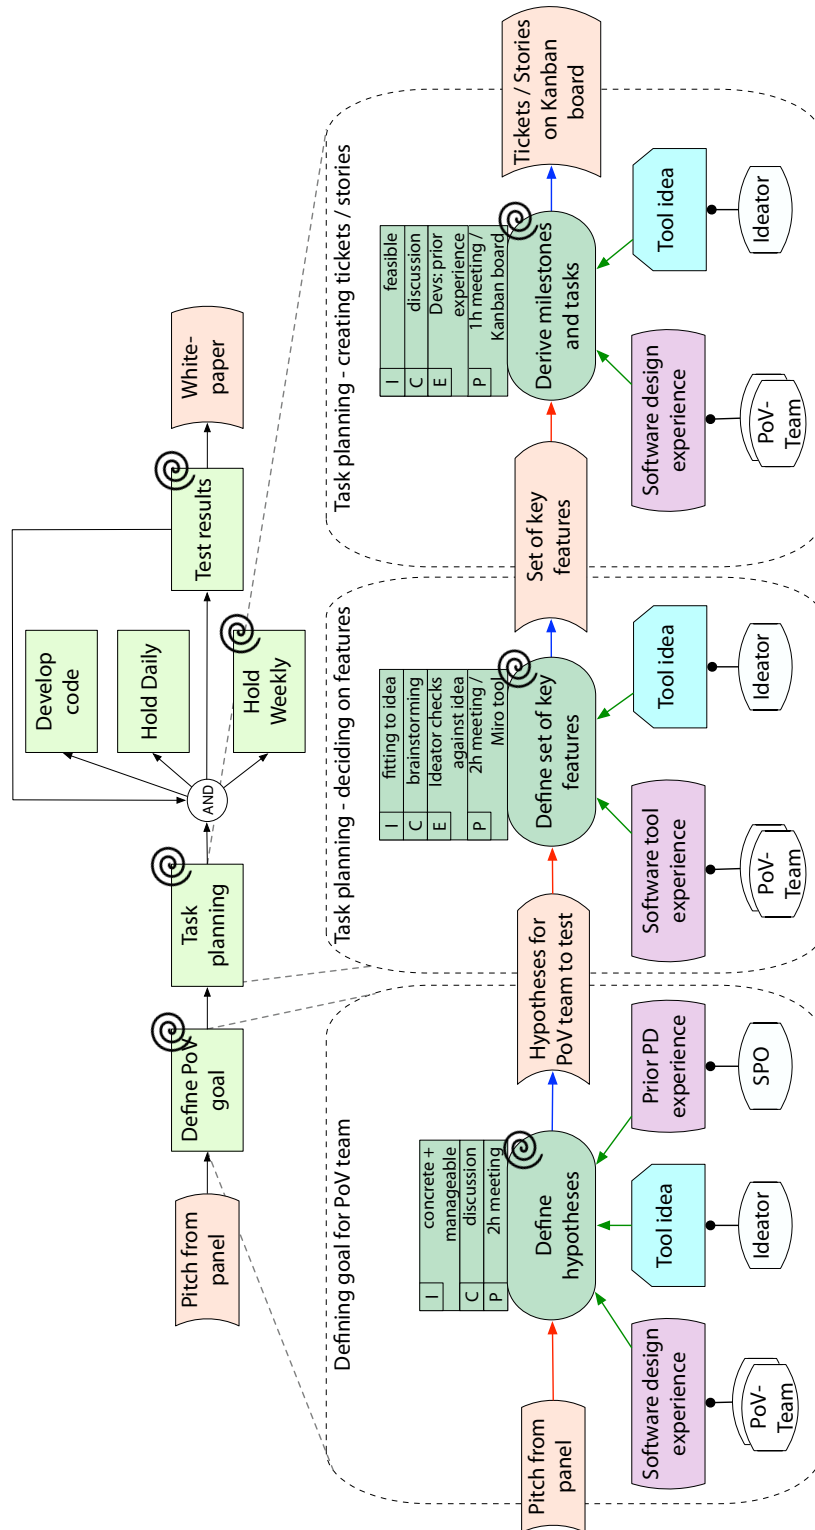 Pitch from
panel
Define PoV
goal
Task
planning
AND
Develop
code
Hold Daily
Hold
Weekly
Test results
White-
paper
Defining goal for PoV team
Pitch from
panel
I
concrete +
manageable
C
discussion
P
2h meeting
Define
hypotheses
Software design
experience
PoV-
Team
Tool idea
Ideator
Prior PD
experience
SPO
Hypotheses for
PoV team to test
Task planning - deciding on features
I
fitting to idea
C
brainstorming
E
Ideator checks
against idea
P
2h meeting/
Miro tool
Define set of key
features
Software tool
experience
PoV-
Team
Tool idea
Ideator
Set of key
features
Task planning - creating tickets / stories
I
feasible
C
discussion
E
Devs: prior
experience
P
1h meeting /
Kanban board
Derive milestones
and tasks
Software design
experience
PoV-
Team
Tool idea
Ideator
Tickets / Stories
on Kanban
board